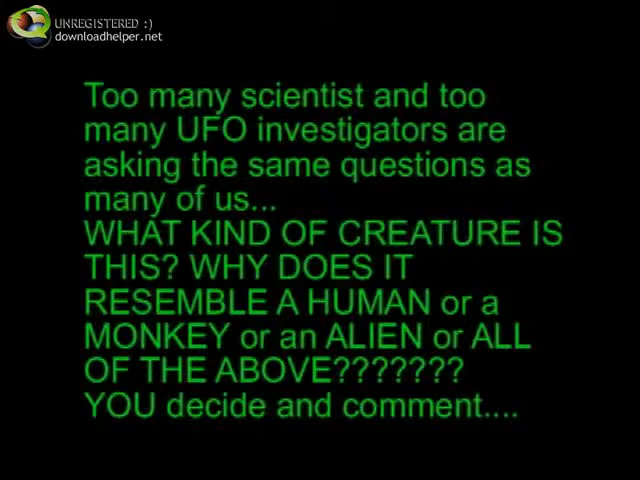 UNREGISTERED :)
downloadhelper.net
Too many scientist and too
many UFO investigators are
asking the same questions as
many of us...
WHAT KIND OF CREATURE IS
THIS? WHY DOES IT
RESEMBLE A HUMAN or a
MONKEY or an ALIEN or ALL
OF THE ABOVE???????
YOU decide and comment....